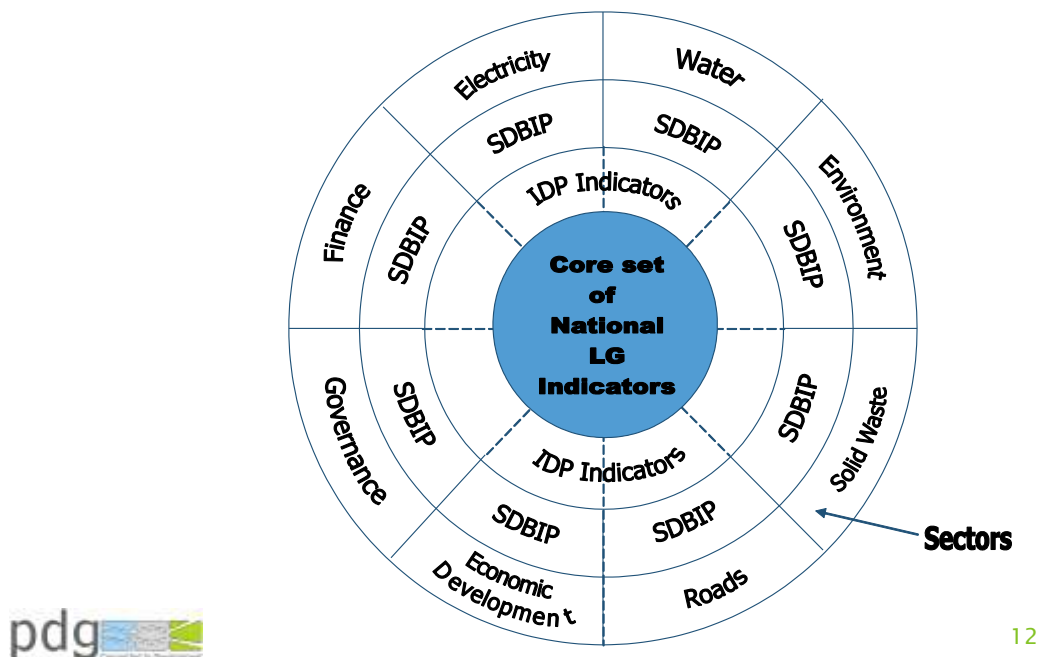 Electricity
Water
SDBIP
SDBIP
Finance
IDP Indicators
Environment
SDBIP
SDBIP
Core set
of
National
LG
Indicators
Governance
SDBIP
SDBIP
Solid Waste
IDP Indicators
SDBIP
SDBIP
Sectors
Economic
Development
Roads
pdg
12